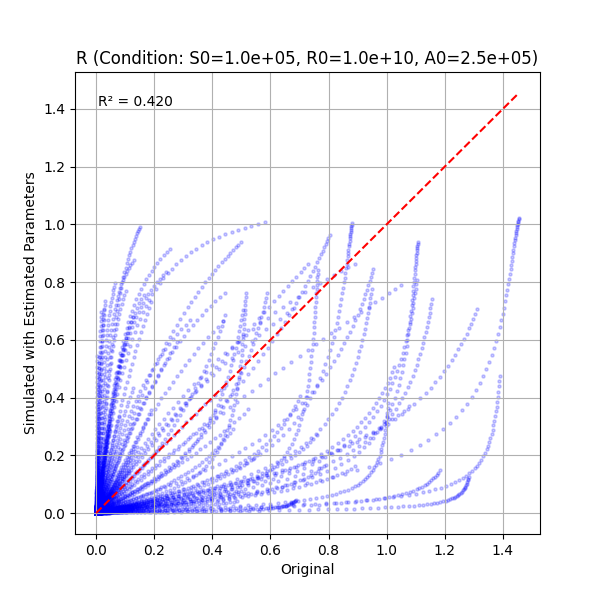 R (Condition: S0=1.0e+05, R0=1.0e+10, A0=2.5e+05)
R² = 0.420
Simulated with Estimated Parameters
1.4
1.2
1.0
0.8
0.6
0.4
0.2
0.0
0.0 0.2 0.4 0.6 0.8 1.0 1.2 1.4
Original